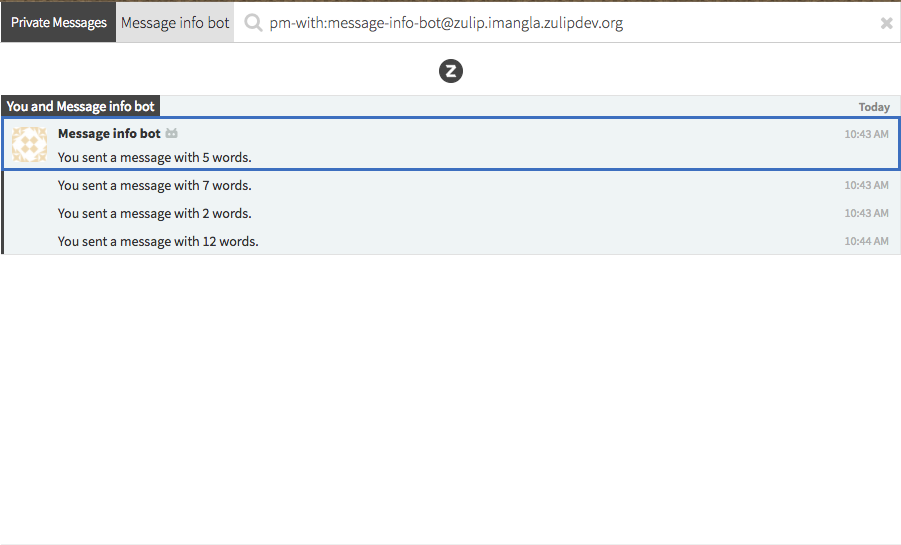 Private Messages Message info bot pm-with:message-info-bot@zulip.imangla.zulipdev.org
Z
You and Message info bot Today
Message info bot 10:43 AM
You sent a message with 5 words.
You sent a message with 7 words. 10:43 AM
You sent a message with 2 words. 10:43 AM
You sent a message with 12 words. 10:44 AM